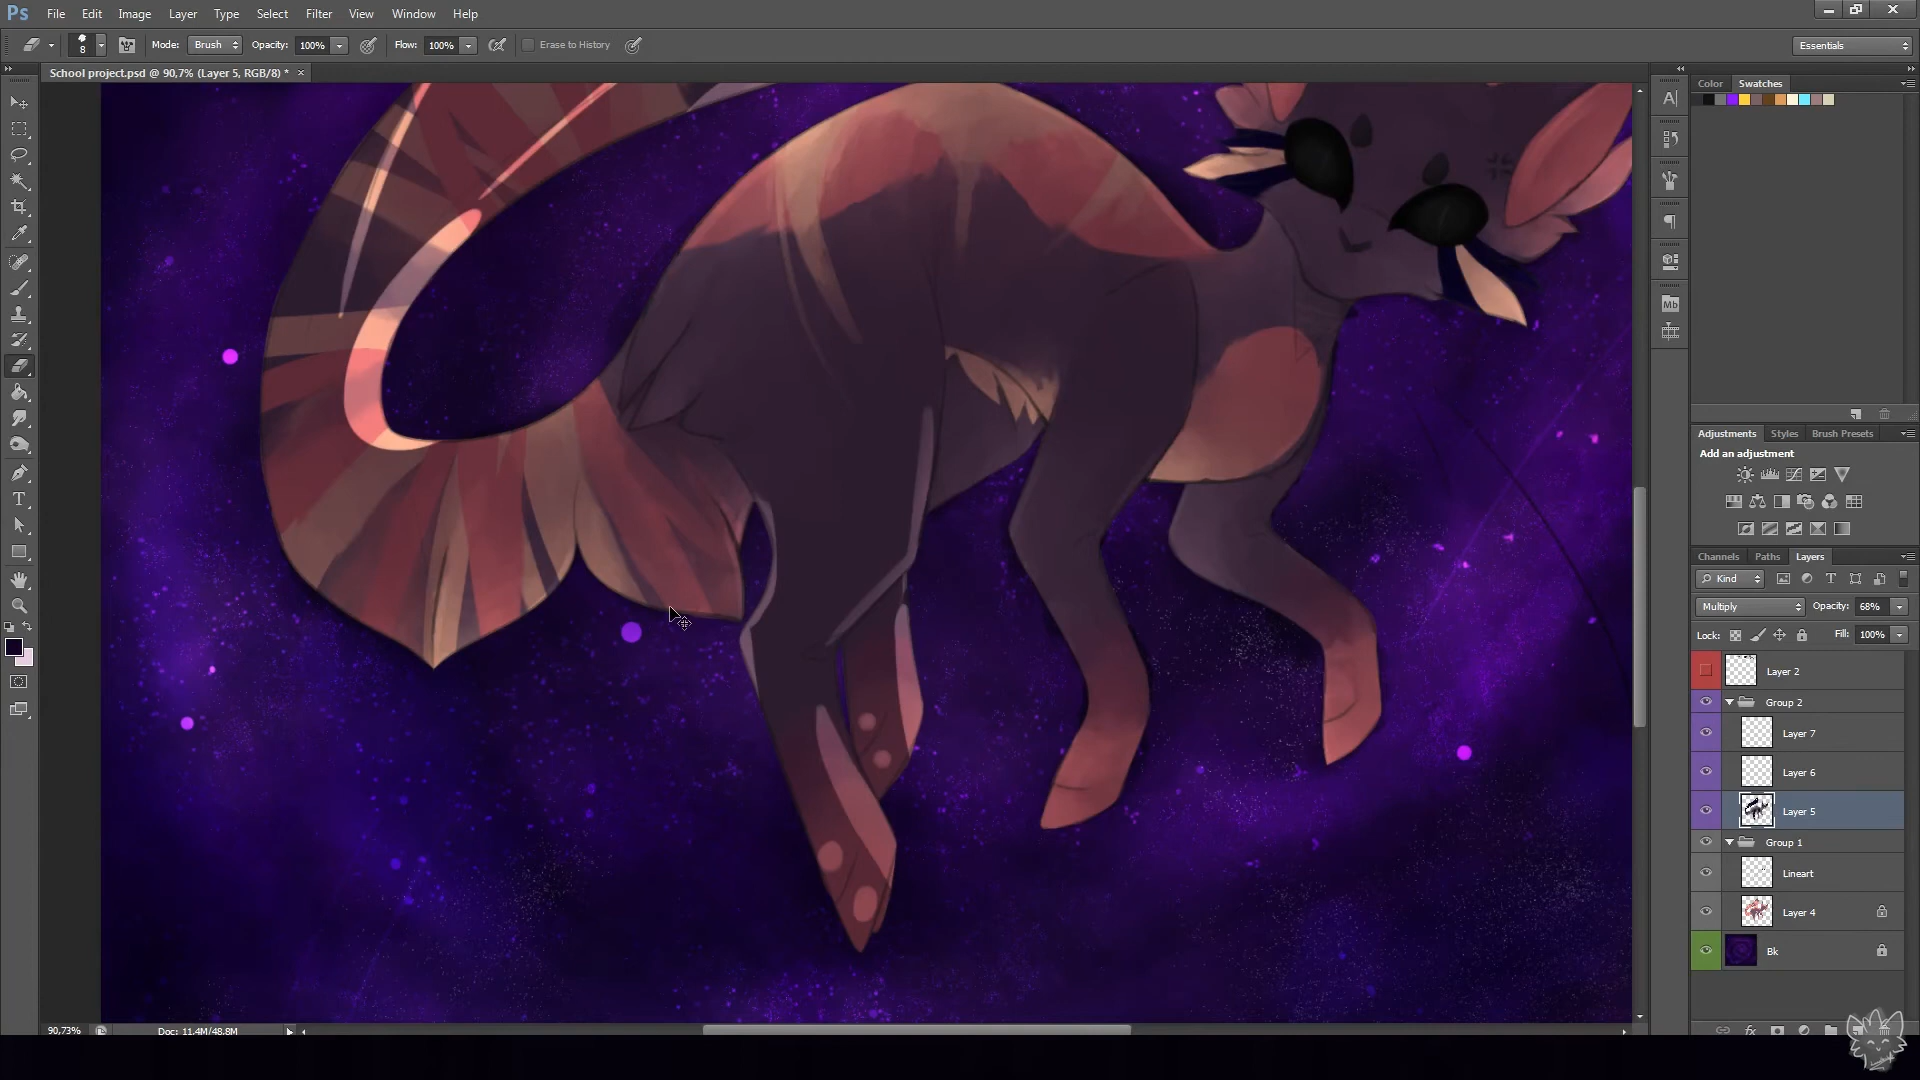 Ps File Edit Image Layer Type Select Filter Filter View Window Help
8 Mode: Brush Opacity: 100% Flow: 100% Erase to History Essentials
School project.psd @ 90,7% (Layer 5, RGB/8) * ×
Color Swatches
Mb
Adjustments Styles Brush Presets
Add an adjustment
Channels Paths Layers
Kind
Multiply Opacity: 68%
Lock: Fill: 100%
Layer 2
Group 2
Layer 7
Layer 6
Layer 5
Group 1
Lineart
Layer 4
Bk
90,73% Doc: 11.4M/48.8M